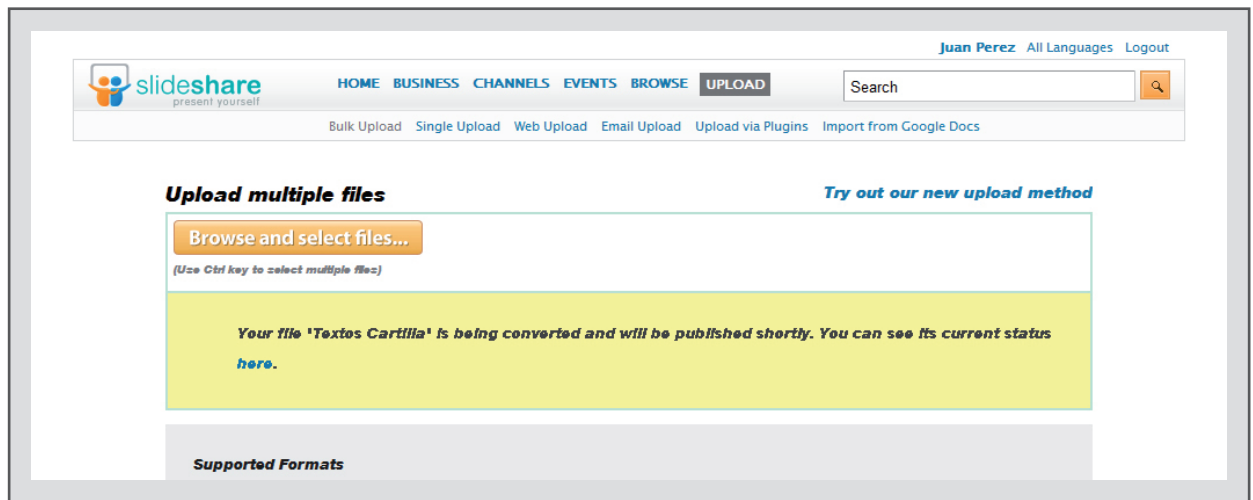 Juan Perez All Languages Logout
slideshare
present yourself
HOME BUSINESS CHANNELS EVENTS BROWSE UPLOAD
Search
Bulk Upload Single Upload Web Upload Email Upload Upload via Plugins Import from Google Docs
Upload multiple files
Try out our new upload method
Browse and select files...
(Use Ctrl key to select multiple files)
Your file 'Textos Cartilla' is being converted and will be published shortly. You can see its current status
here.
Supported Formats